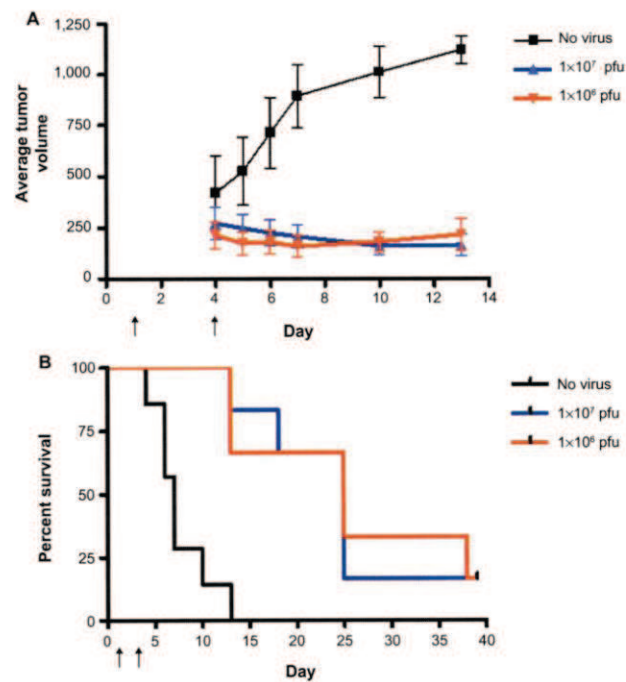 A
Average tumor
volume
1,250
1,000
750
500
250
0
0
2
4
6
8
10
12
14
Day
No virus
1×10⁷ pfu
1×10⁶ pfu
B
Percent survival
100
75
50
25
0
0
5
10
15
20
25
30
35
40
Day
No virus
1×10⁷ pfu
1×10⁶ pfu